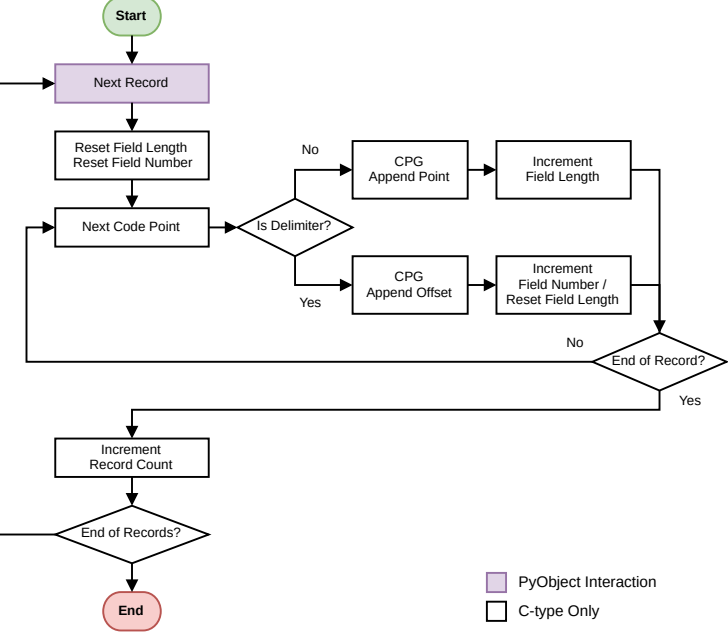 Start
Next Record
Reset Field Length
Reset Field Number
Next Code Point
Is Delimiter?
No
CPG
Append Point
Increment
Field Length
Yes
CPG
Append Offset
Increment
Field Number /
Reset Field Length
End of Record?
No
Yes
Increment
Record Count
End of Records?
End
PyObject Interaction
C-type Only